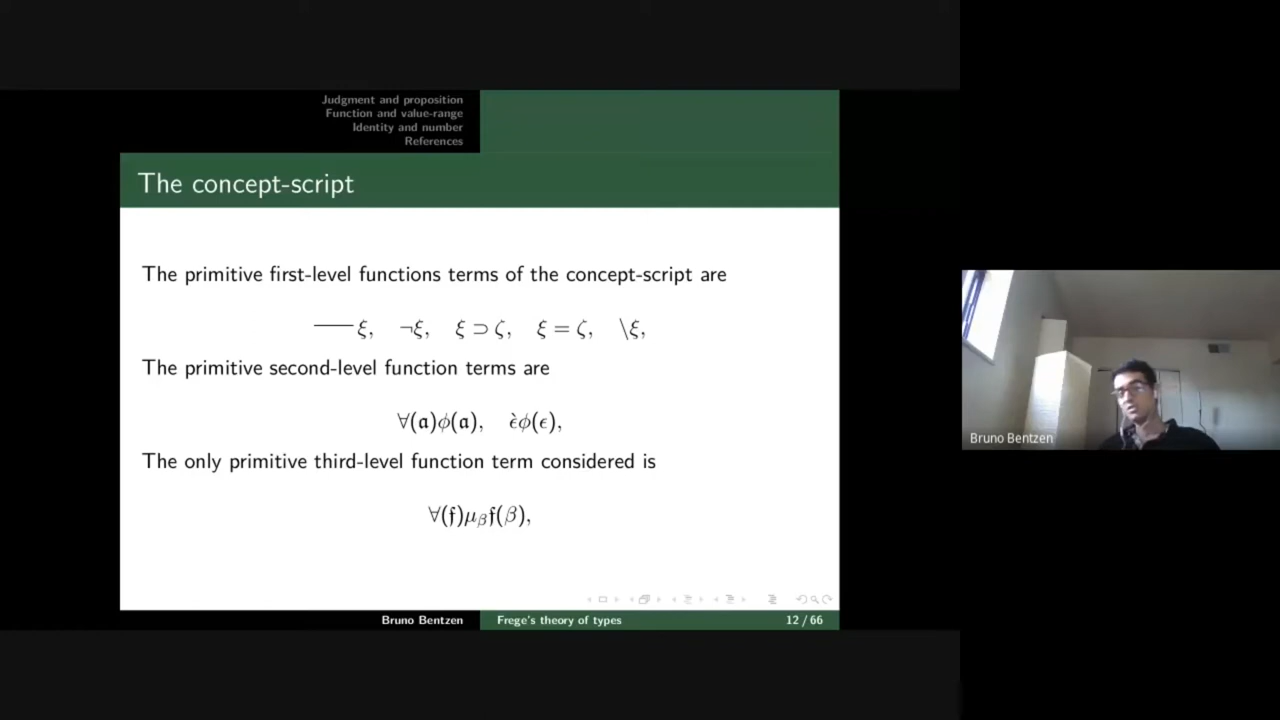 Judgment and proposition
Function and value-range
Identity and number
References
The concept-script
The primitive first-level functions terms of the concept-script are
—ξ, ¬ξ, ξ ⊃ ζ, ξ = ζ, \ξ,
The primitive second-level function terms are
∀(𝔞)ϕ(𝔞), ἐϕ(ϵ),
The only primitive third-level function term considered is
∀(𝔣)μ_β𝔣(β),
Bruno Bentzen
Frege's theory of types
12 / 66
Bruno Bentzen